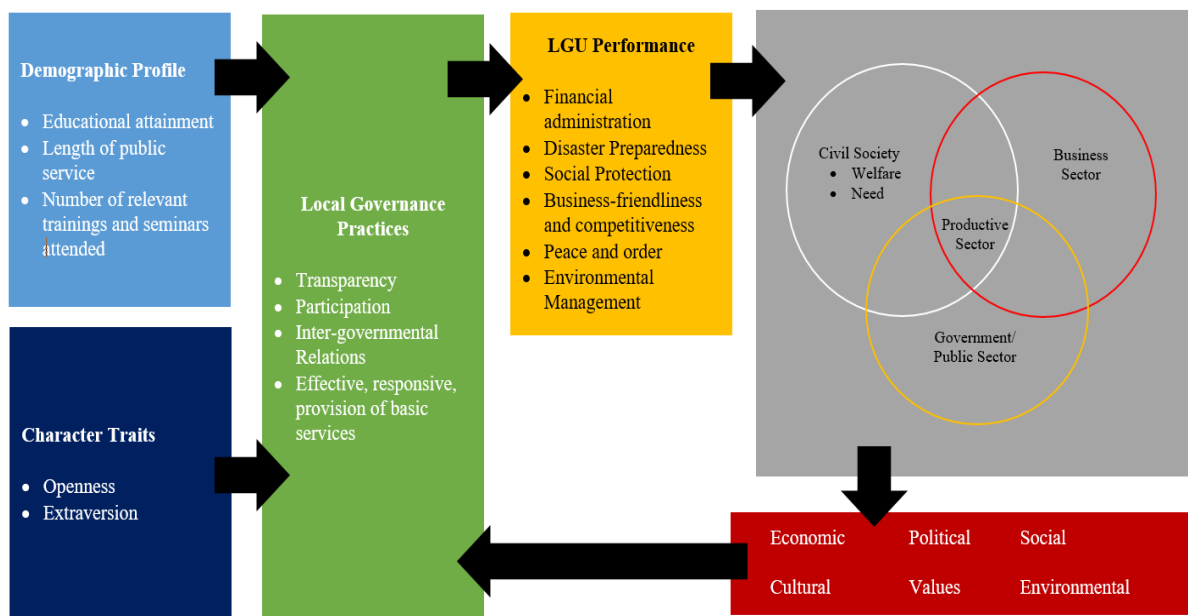 Demographic Profile
• Educational attainment
• Length of public
service
• Number of relevant
trainings and seminars
attended
Character Traits
• Openness
• Extraversion
Local Governance
Practices
• Transparency
• Participation
• Inter-governmental
Relations
• Effective, responsive,
provision of basic
services
LGU Performance
• Financial
administration
• Disaster Preparedness
• Social Protection
• Business-friendliness
and competitiveness
• Peace and order
• Environmental
Management
Civil Society
• Welfare
• Need
Business
Sector
Productive
Sector
Government/
Public Sector
Economic Political Social
Cultural Values Environmental